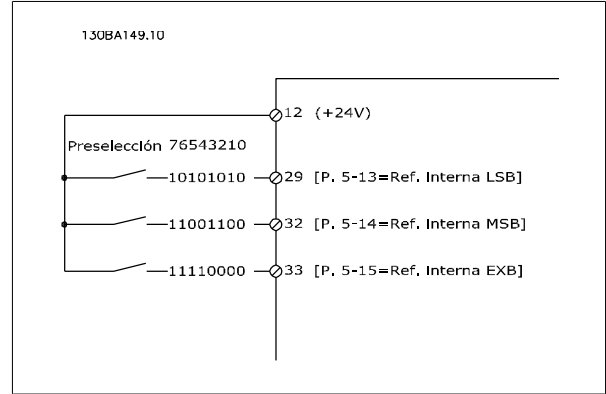 130BA149.10
12 (+24V)
Preselección 76543210
10101010 29 [P. 5-13=Ref. Interna LSB]
11001100 32 [P. 5-14=Ref. Interna MSB]
11110000 33 [P. 5-15=Ref. Interna EXB]